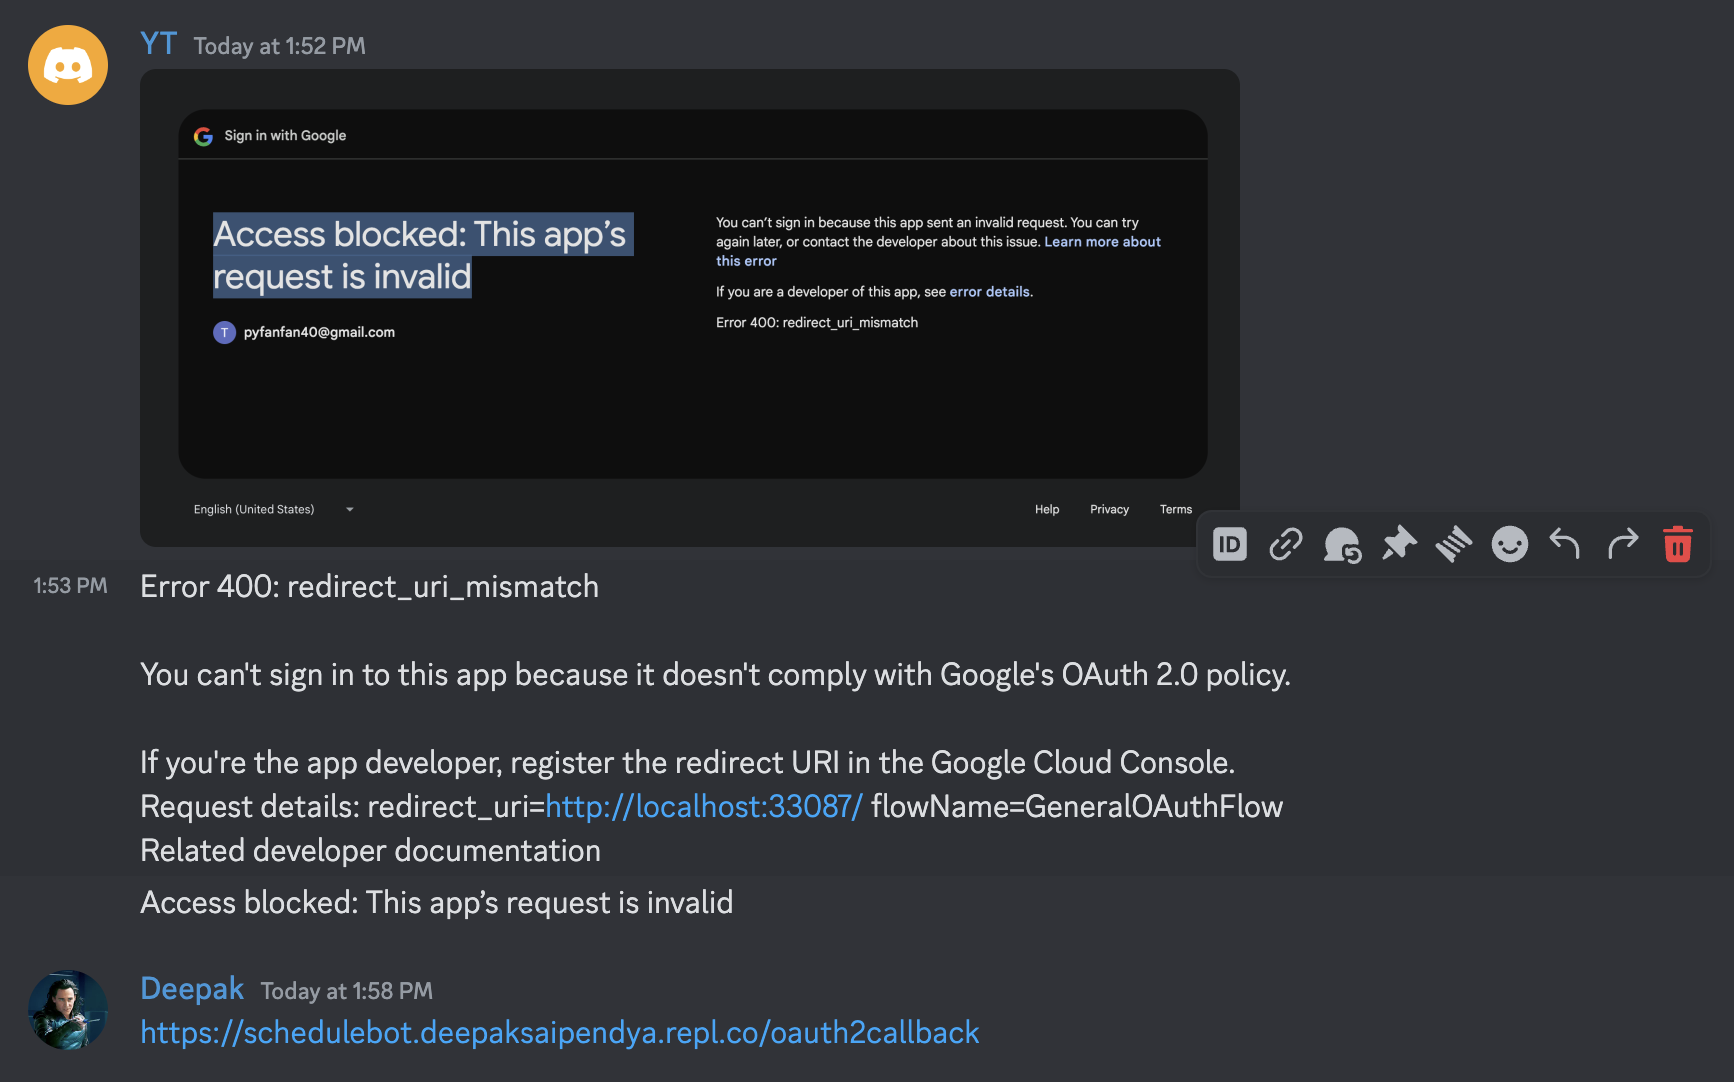 YT Today at 1:52 PM
Sign in with Google
Access blocked: This app’s
request is invalid
T pyfanfan40@gmail.com
You can’t sign in because this app sent an invalid request. You can try
again later, or contact the developer about this issue. Learn more about
this error
If you are a developer of this app, see error details.
Error 400: redirect_uri_mismatch
English (United States)
Help Privacy Terms
ID
1:53 PM Error 400: redirect_uri_mismatch
You can't sign in to this app because it doesn't comply with Google's OAuth 2.0 policy.
If you're the app developer, register the redirect URI in the Google Cloud Console.
Request details: redirect_uri=http://localhost:33087/ flowName=GeneralOAuthFlow
Related developer documentation
Access blocked: This app’s request is invalid
Deepak Today at 1:58 PM
https://schedulebot.deepaksaipendya.repl.co/oauth2callback